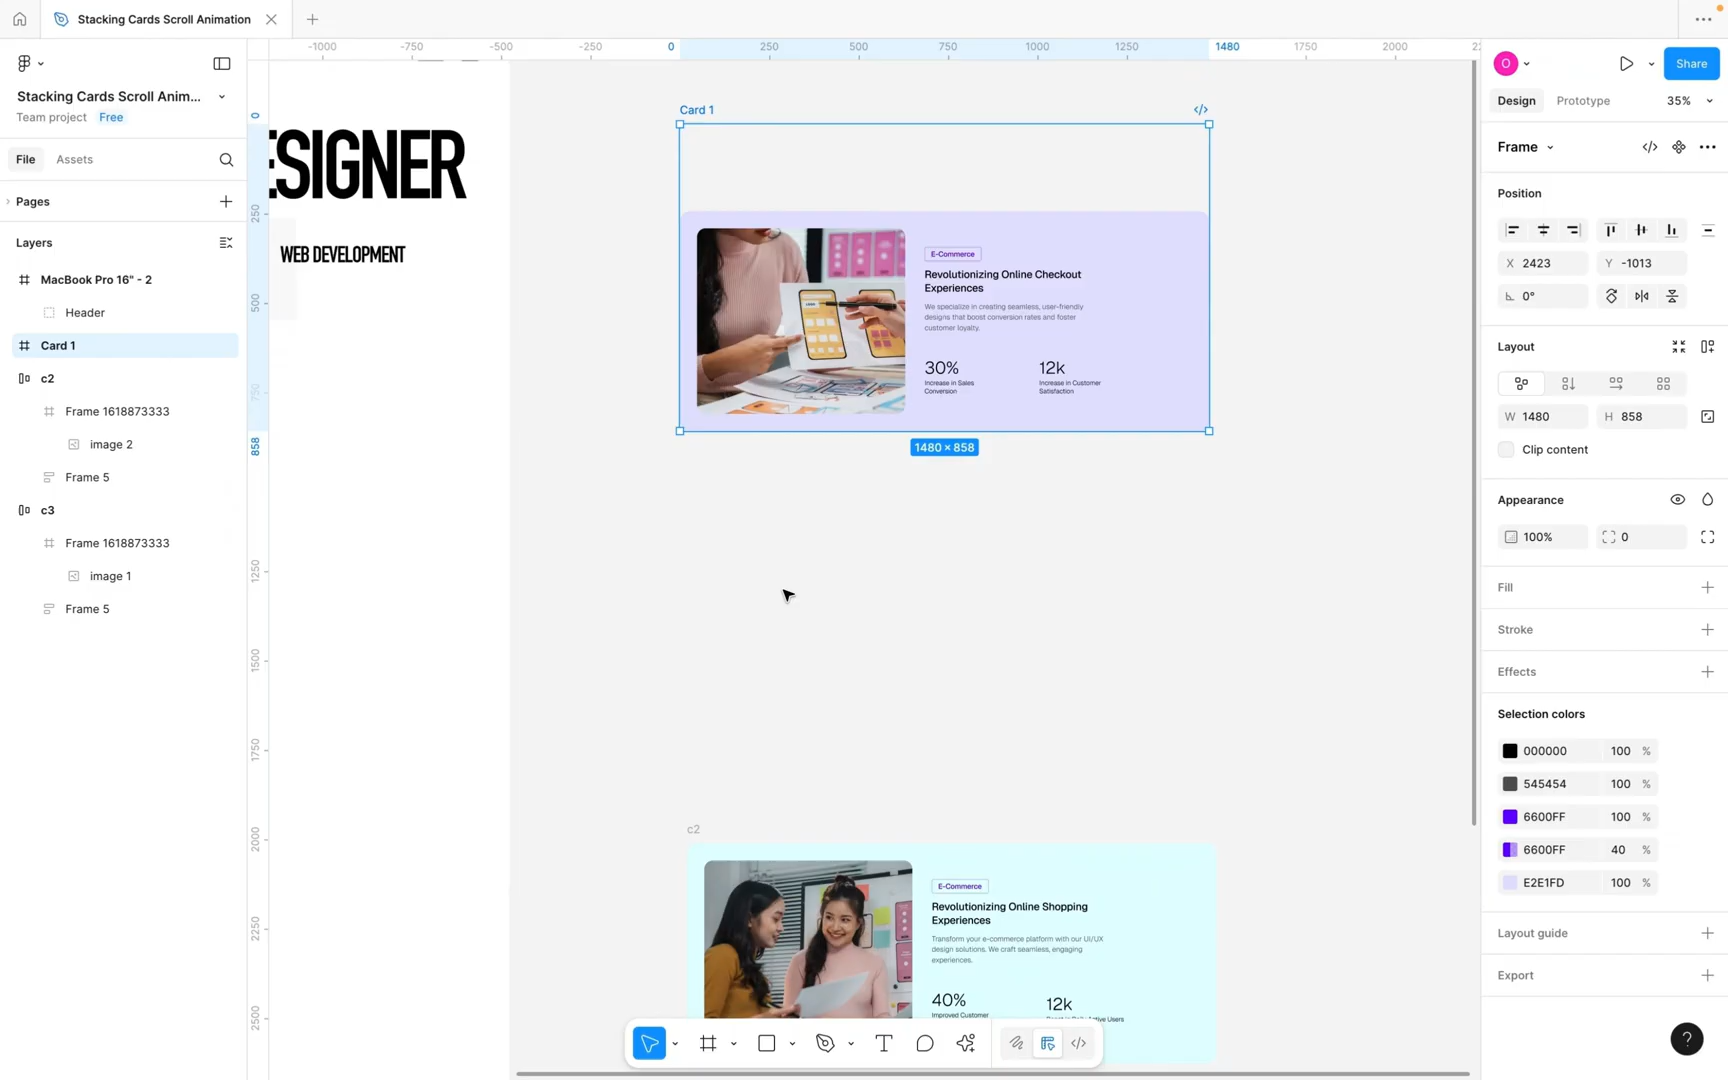 Stacking Cards Scroll Animation
Stacking Cards Scroll Anim...
Team project Free
File Assets
Pages
Layers
MacBook Pro 16" - 2
Header
Card 1
c2
Frame 1618873333
image 2
Frame 5
c3
Frame 1618873333
image 1
Frame 5
-1000 -750 -500 -250 0 250 500 750 1000 1250 1480 1750 2000
0
250
500
750
858
1250
1500
1750
2000
2250
2500
ESIGNER
WEB DEVELOPMENT
Card 1
E-Commerce
Revolutionizing Online Checkout
Experiences
We specialize in creating seamless, user-friendly
designs that boost conversion rates and foster
customer loyalty.
30% 12k
Increase in Sales
Conversion
Increase in Customer
Satisfaction
1480 × 858
c2
E-Commerce
Revolutionizing Online Shopping
Experiences
Transform your e-commerce platform with our UI/UX
design solutions. We craft seamless, engaging
experiences.
40% 12k
Improved Customer
O
Share
Design Prototype 35%
Frame
Position
X 2423 Y -1013
0°
Layout
W 1480 H 858
Clip content
Appearance
100% 0
Fill
Stroke
Effects
Selection colors
000000 100 %
545454 100 %
6600FF 100 %
6600FF 40 %
E2E1FD 100 %
Layout guide
Export
?